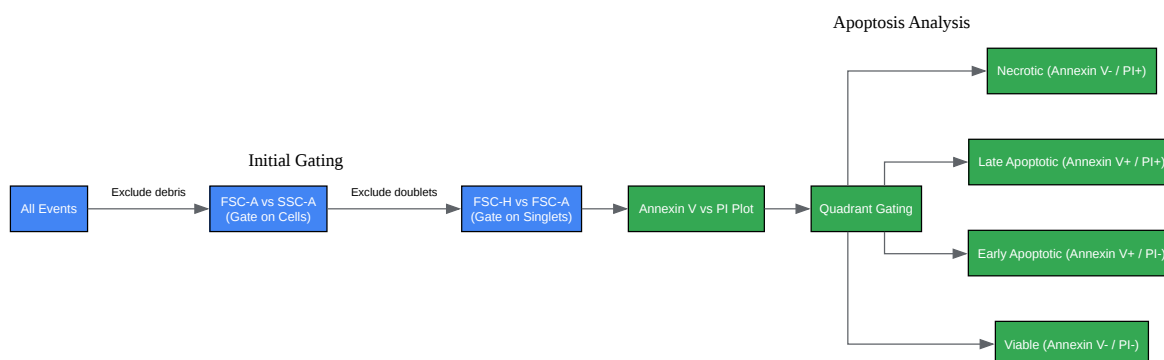 Apoptosis Analysis
Necrotic (Annexin V- / PI+)
Initial Gating
Late Apoptotic (Annexin V+ / PI+)
All Events
Exclude debris
FSC-A vs SSC-A
(Gate on Cells)
Exclude doublets
FSC-H vs FSC-A
(Gate on Singlets)
Annexin V vs PI Plot
Quadrant Gating
Early Apoptotic (Annexin V+ / PI-)
Viable (Annexin V- / PI-)